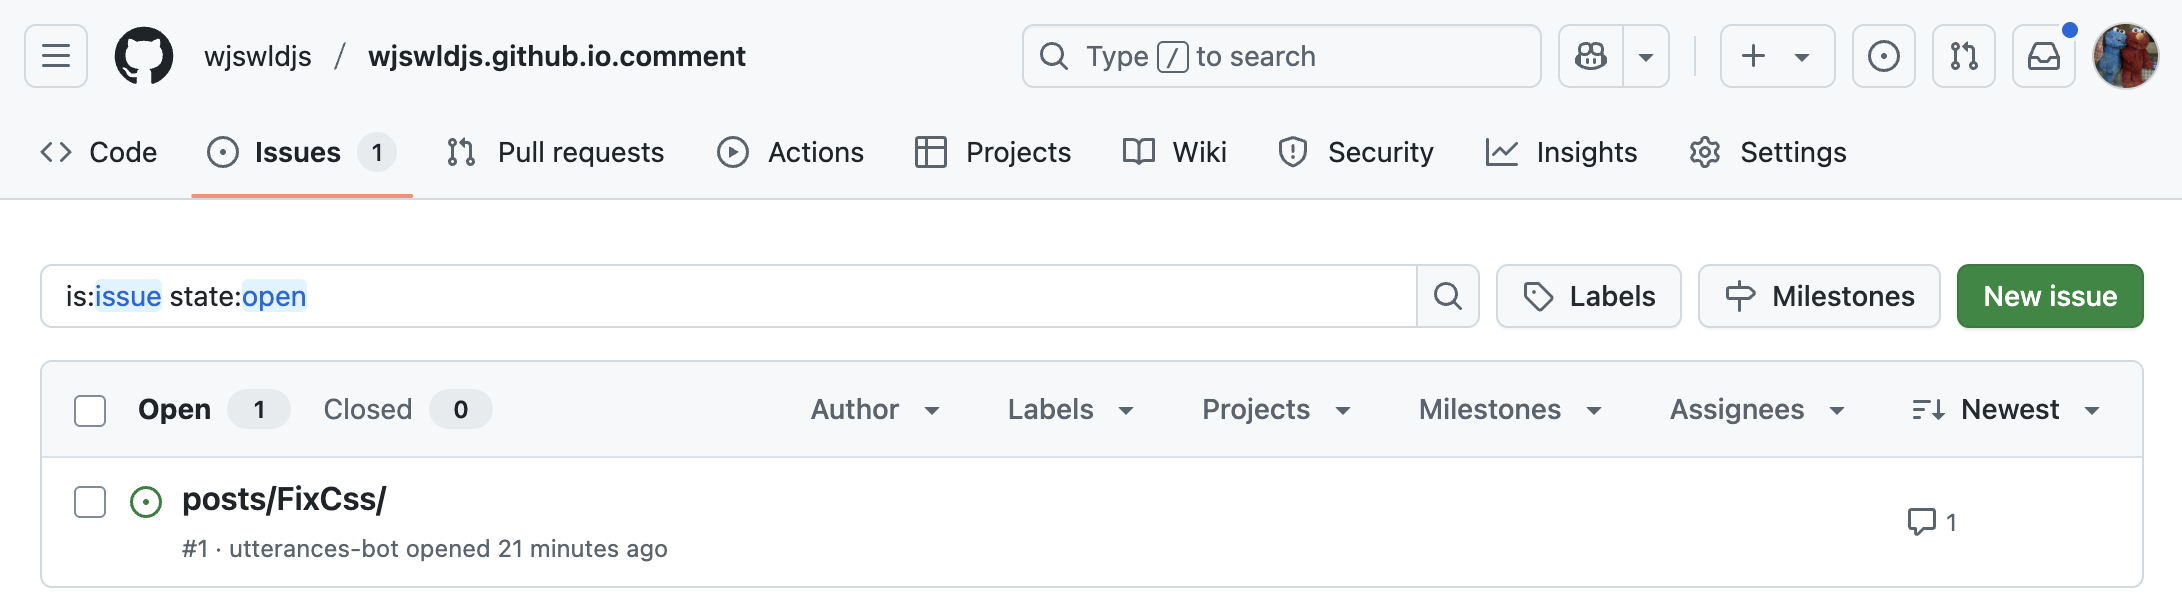 wjswldjs / wjswldjs.github.io.comment Type / to search
Code Issues 1 Pull requests Actions Projects Wiki Security Insights Settings
is:issue state:open Labels Milestones New issue
Open 1 Closed 0 Author Labels Projects Milestones Assignees Newest
posts/FixCss/
#1 · utterances-bot opened 21 minutes ago 1